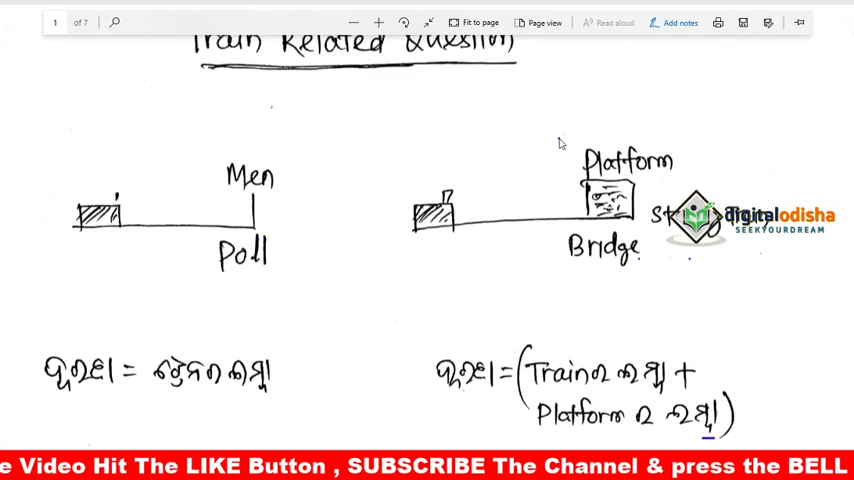 1 of 7 Fit to page Page view Read aloud Add notes
Train Related Question
Men
Poll
Platform
Bridge
digitalodisha
SEEKYOURDREAM
ଦୂରତା = ଟ୍ରେନର ଲମ୍ବା
ଦୂରତା = (Trainର ଲମ୍ବା +
Platform ର ଲମ୍ବା)
e Video Hit The LIKE Button , SUBSCRIBE The Channel & press the BELL